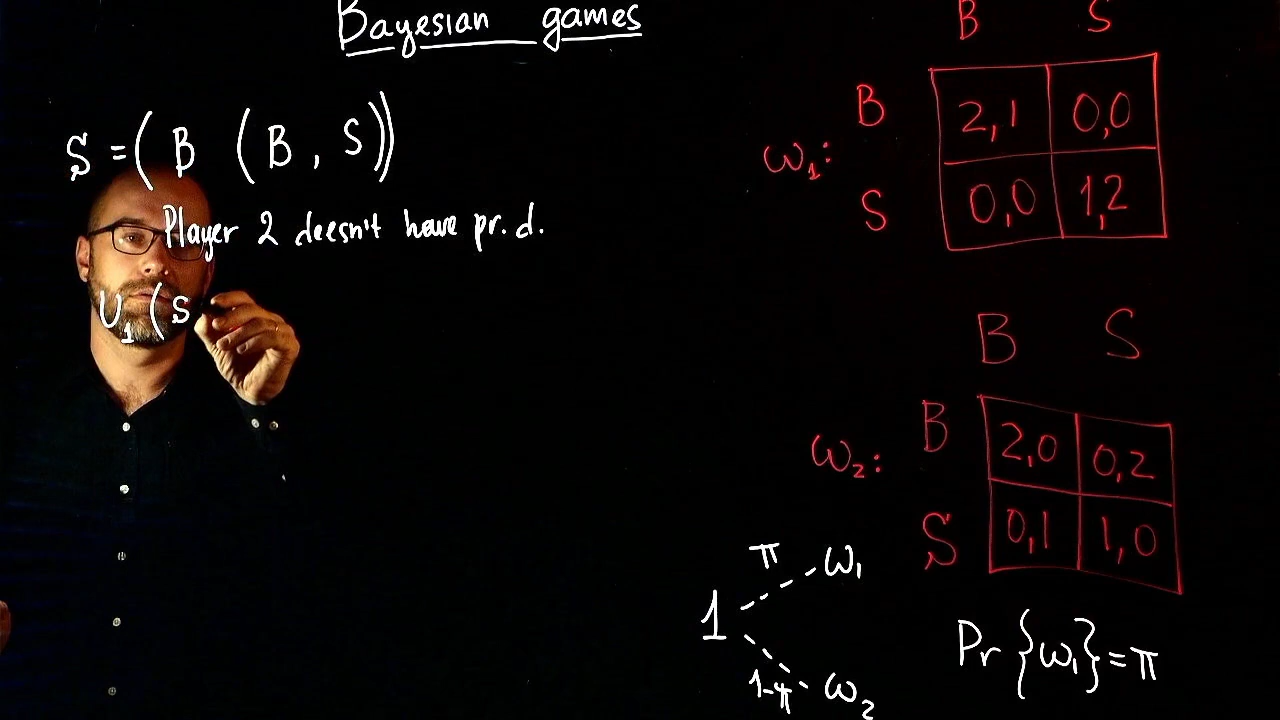 Bayesian games
S = ( B ( B , S ))
Player 2 deesn't have pr. d.
U₁ (s
B S
ω₁:
B 2,1 0,0
S 0,0 1,2
B S
ω₂:
B 2,0 0,2
S 0,1 1,0
1
π ω₁
1-π ω₂
Pr {ω₁} = π